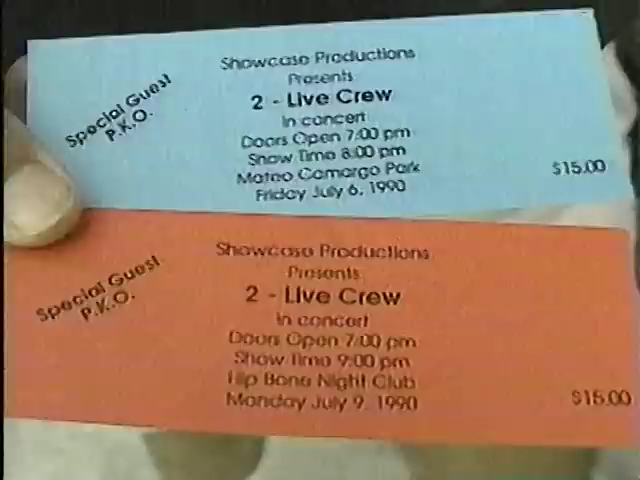 Special Guest
P.K.O.
Showcase Productions
Presents
2 - Live Crew
In concert
Doors Open 7:00 pm
Show Time 8:00 pm
Mateo Camargo Park
Friday July 6, 1990
$15.00
Special Guest
P.K.O.
Showcase Productions
Presents
2 - Live Crew
In concert
Doors Open 7:00 pm
Show Time 9:00 pm
Hip Bone Night Club
Monday July 9, 1990
$15.00